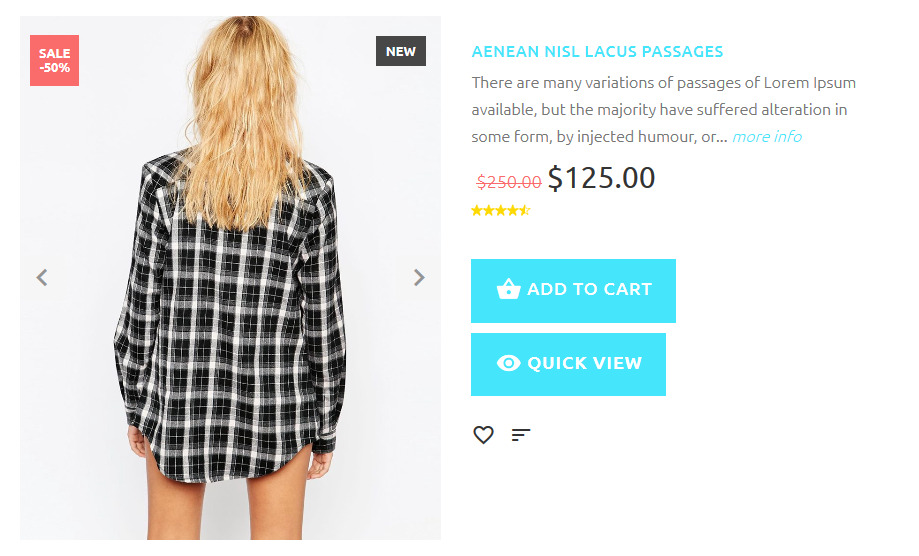 SALE
-50%
NEW
AENEAN NISL LACUS PASSAGES
There are many variations of passages of Lorem Ipsum
available, but the majority have suffered alteration in
some form, by injected humour, or... more info
$250.00 $125.00
ADD TO CART
QUICK VIEW